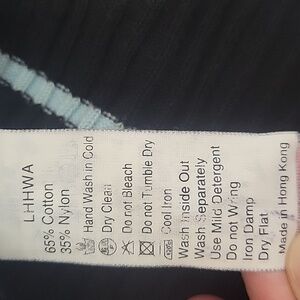 LHHWA
65% Cotton
35% Nylon
Hand Wash in Cold
Dry Clean
Do not Bleach
Do not Tumble Dry
Cool Iron
Wash Inside Out
Wash Separately
Use Mild Detergent
Do not Wring
Iron Damp
Dry Flat
Made in Hong Kong